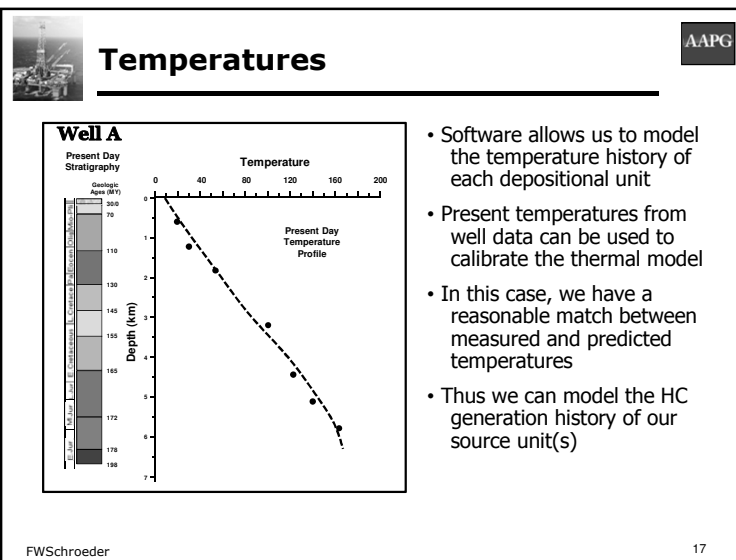 AAPG
Temperatures
Well A
Present Day
Stratigraphy
Geologic
Ages (MY)
30/0
70
110
130
145
155
165
172
178
198
Temperature
0 40 80 120 160 200
Depth (km)
0
1
2
3
4
5
6
7
Present Day
Temperature
Profile
• Software allows us to model
the temperature history of
each depositional unit
• Present temperatures from
well data can be used to
calibrate the thermal model
• In this case, we have a
reasonable match between
measured and predicted
temperatures
• Thus we can model the HC
generation history of our
source unit(s)
FWSchroeder
17